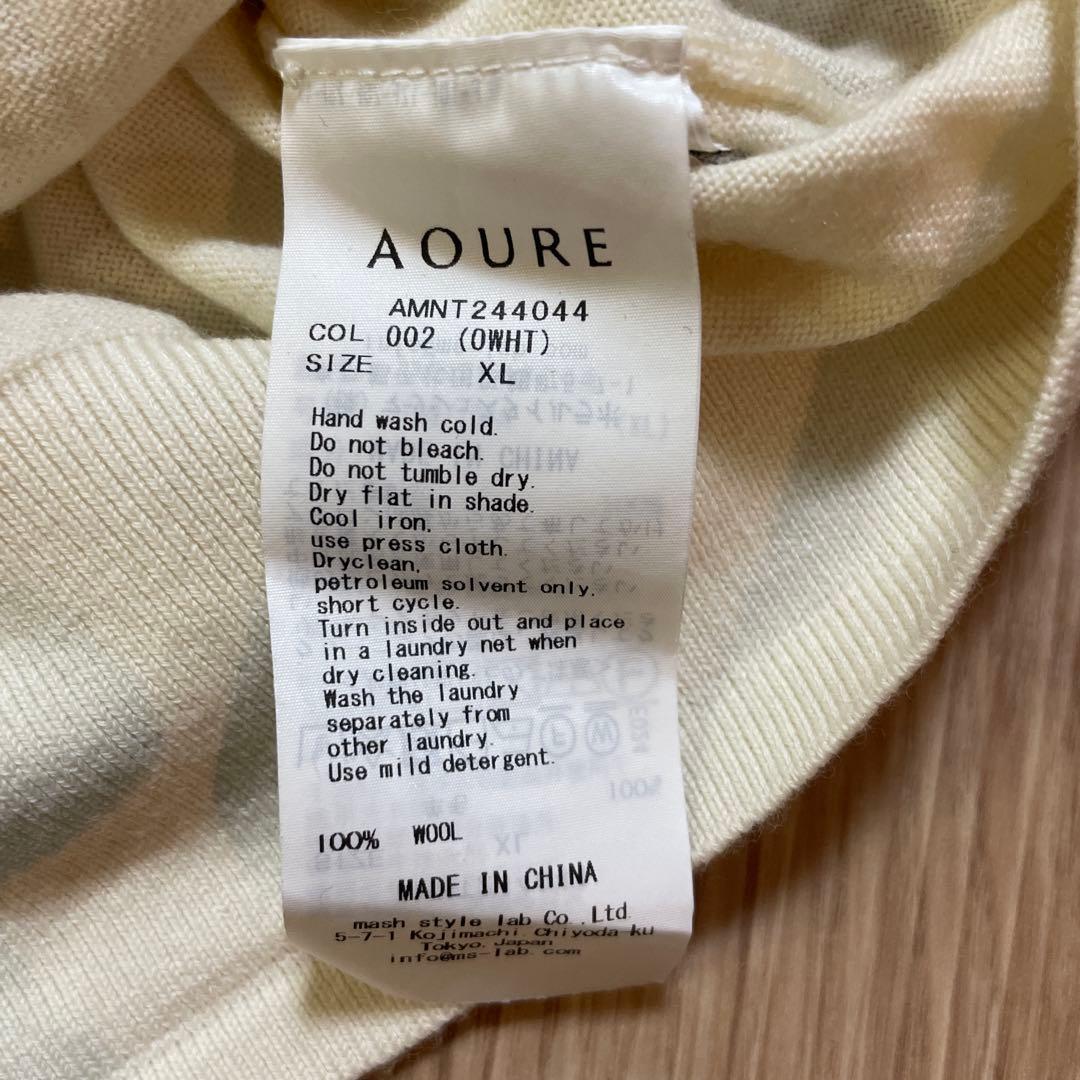 AOURE
AMNT244044
COL 002 (OWHT)
SIZE XL
Hand wash cold.
Do not bleach.
Do not tumble dry.
Dry flat in shade.
Cool iron,
use press cloth.
Dryclean,
petroleum solvent only.
short cycle.
Turn inside out and place
in a laundry net when
dry cleaning.
Wash the laundry
separately from
other laundry.
Use mild detergent.
100% WOOL
MADE IN CHINA
mash style lab Co.,Ltd.
5-7-1 Kojimachi Chiyoda-ku
Tokyo, Japan
info@ms-lab.com